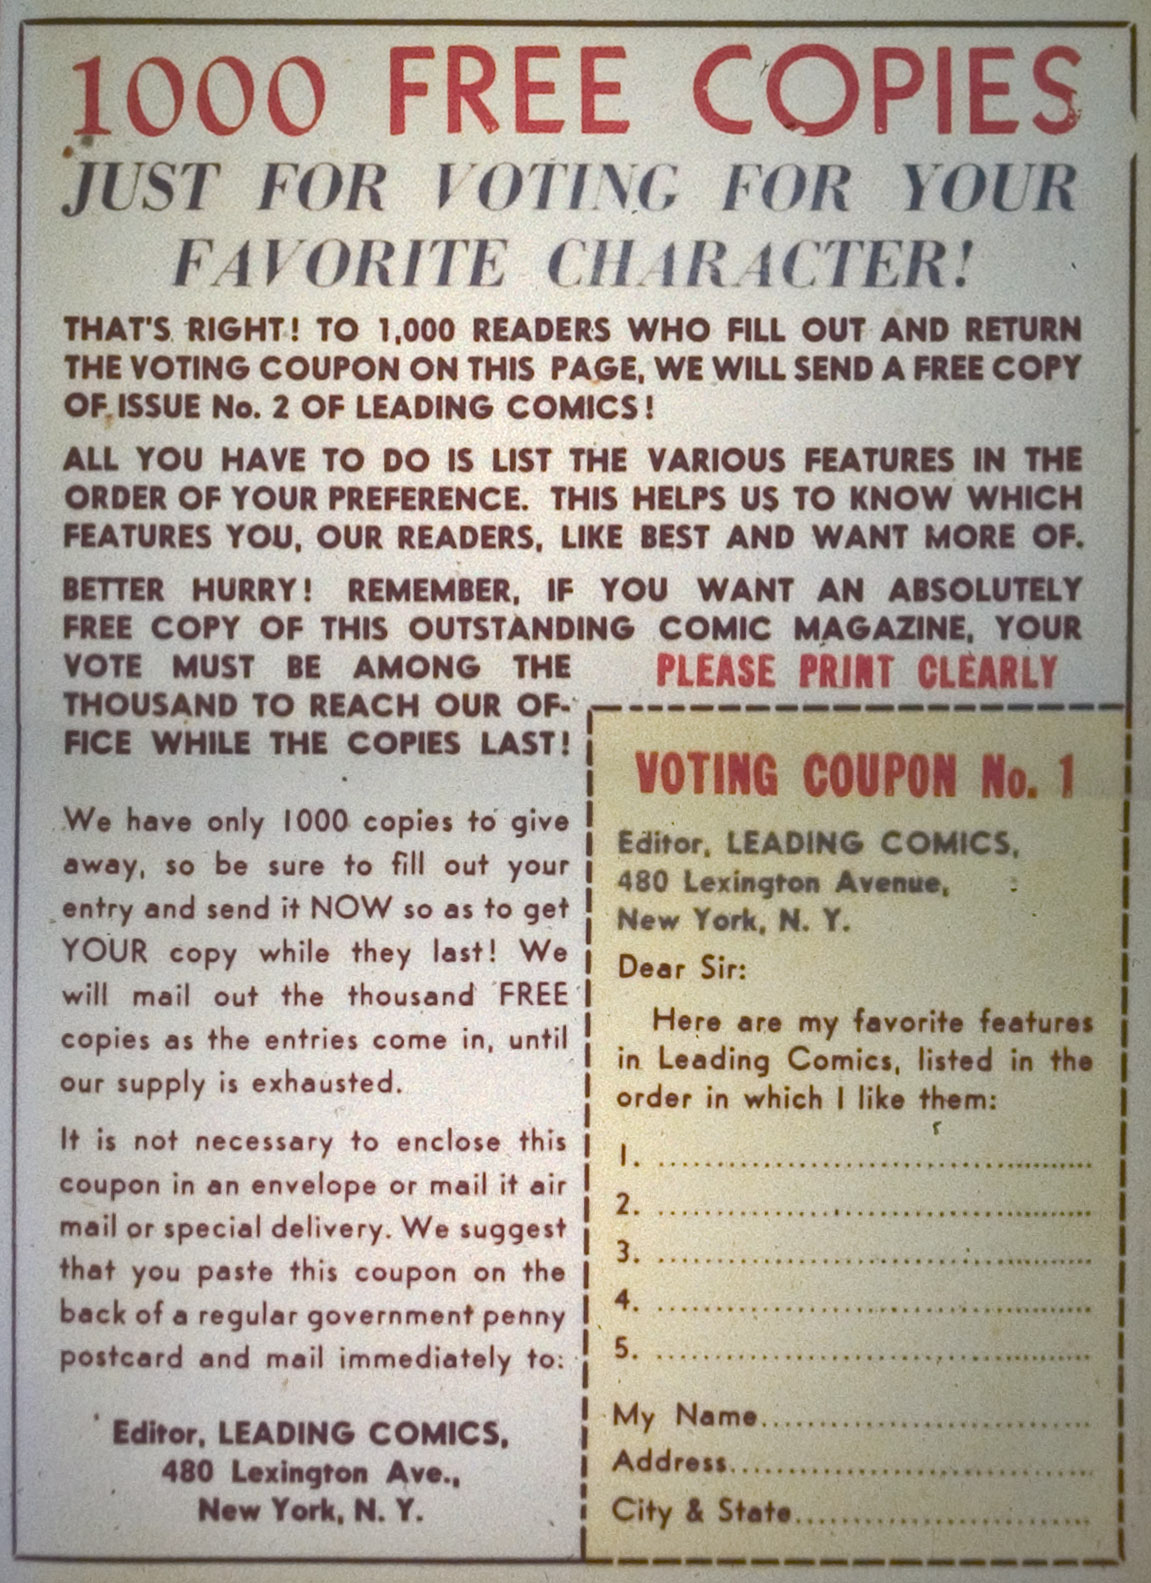 1000 FREE COPIES
JUST FOR VOTING FOR YOUR
FAVORITE CHARACTER!
THAT'S RIGHT! TO 1,000 READERS WHO FILL OUT AND RETURN
THE VOTING COUPON ON THIS PAGE, WE WILL SEND A FREE COPY
OF ISSUE No. 2 OF LEADING COMICS!
ALL YOU HAVE TO DO IS LIST THE VARIOUS FEATURES IN THE
ORDER OF YOUR PREFERENCE. THIS HELPS US TO KNOW WHICH
FEATURES YOU, OUR READERS, LIKE BEST AND WANT MORE OF.
BETTER HURRY! REMEMBER, IF YOU WANT AN ABSOLUTELY
FREE COPY OF THIS OUTSTANDING COMIC MAGAZINE, YOUR
VOTE MUST BE AMONG THE
THOUSAND TO REACH OUR OF-
FICE WHILE THE COPIES LAST!
We have only 1000 copies to give
away, so be sure to fill out your
entry and send it NOW so as to get
YOUR copy while they last! We
will mail out the thousand FREE
copies as the entries come in, until
our supply is exhausted.
It is not necessary to enclose this
coupon in an envelope or mail it air
mail or special delivery. We suggest
that you paste this coupon on the
back of a regular government penny
postcard and mail immediately to:
Editor, LEADING COMICS,
480 Lexington Ave.,
New York, N. Y.
PLEASE PRINT CLEARLY
VOTING COUPON No. 1
Editor, LEADING COMICS,
480 Lexington Avenue,
New York, N. Y.
Dear Sir:
Here are my favorite features
in Leading Comics, listed in the
order in which I like them:
1. ........................................
2. ........................................
3. ........................................
4. ........................................
5. ........................................
My Name..............................
Address.................................
City & State...........................